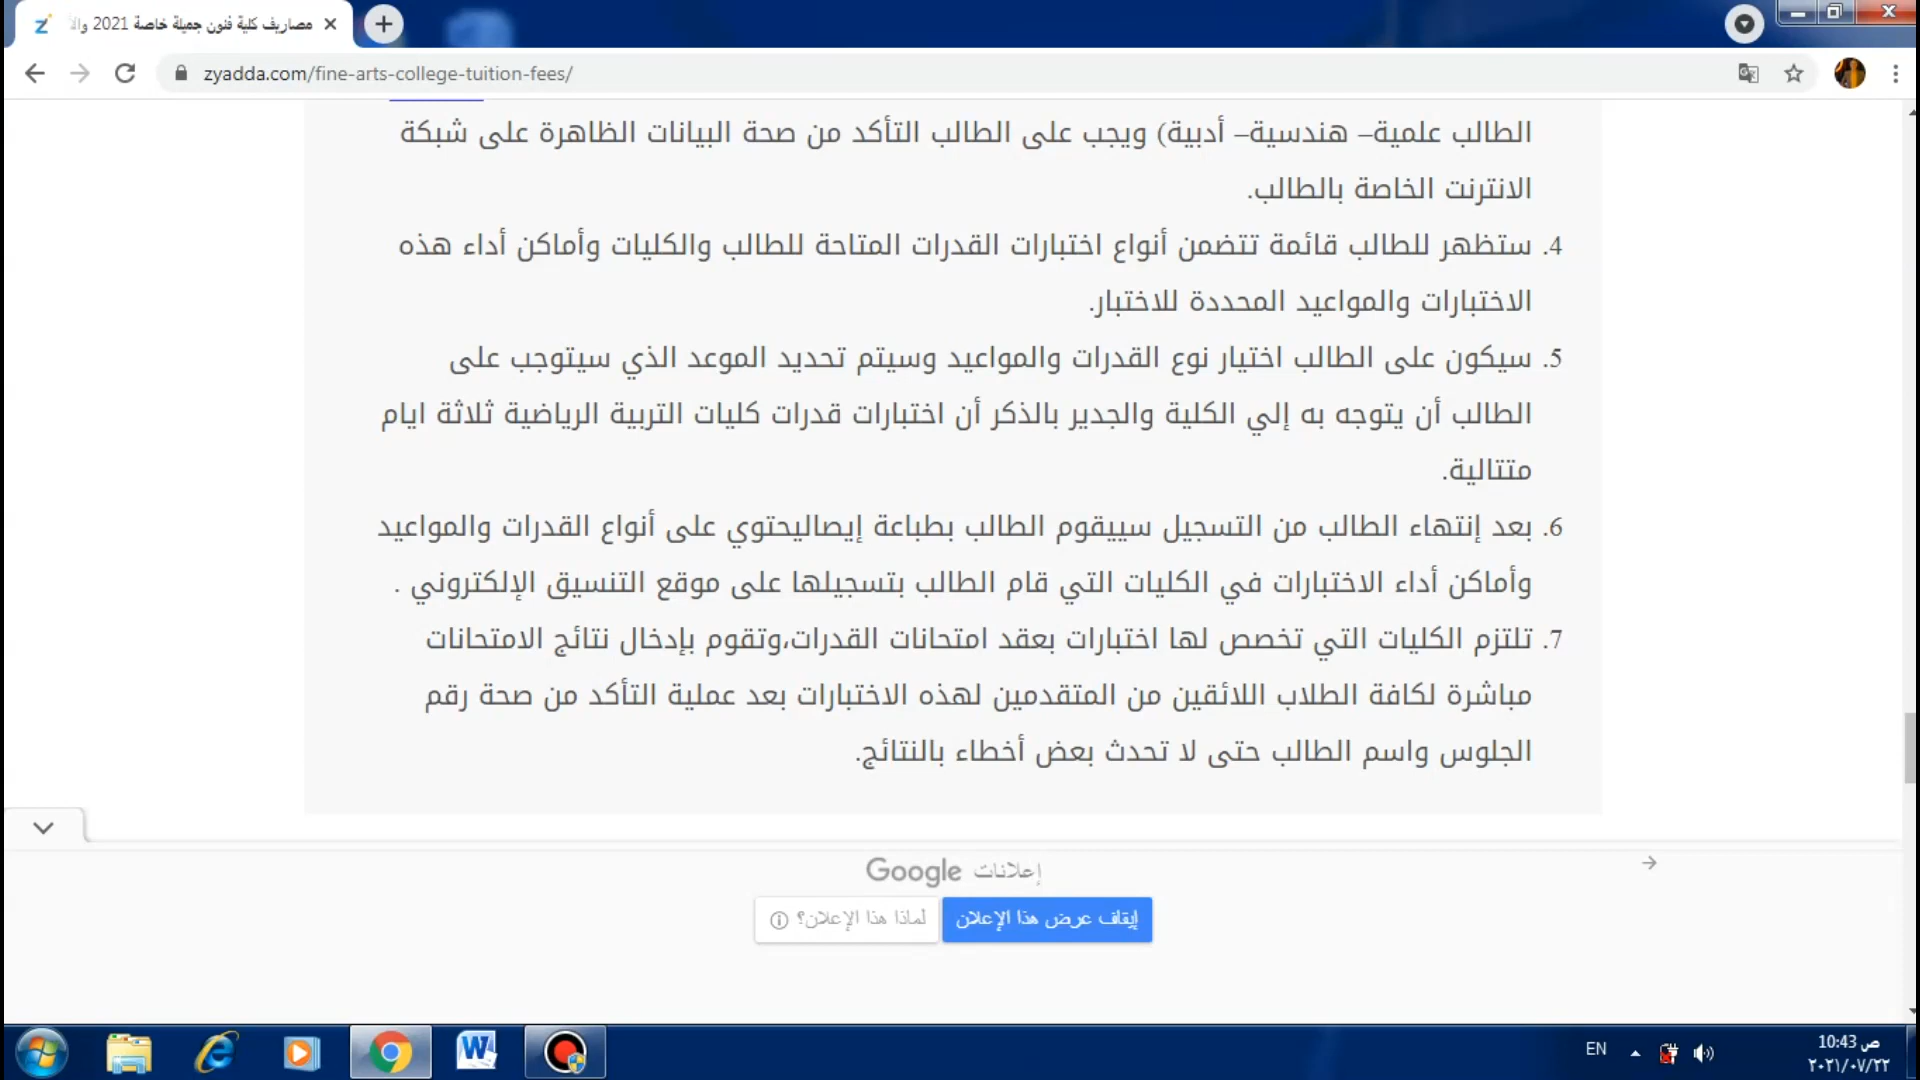 مصاريف كلية فنون جميلة خاصة 2021 والأ
zyadda.com/fine-arts-college-tuition-fees/
الطالب علمية– هندسية– أدبية) ويجب على الطالب التأكد من صحة البيانات الظاهرة على شبكة
الانترنت الخاصة بالطالب.
4. ستظهر للطالب قائمة تتضمن أنواع اختبارات القدرات المتاحة للطالب والكليات وأماكن أداء هذه
الاختبارات والمواعيد المحددة للاختبار.
5. سيكون على الطالب اختيار نوع القدرات والمواعيد وسيتم تحديد الموعد الذي سيتوجب على
الطالب أن يتوجه به إلي الكلية والجدير بالذكر أن اختبارات قدرات كليات التربية الرياضية ثلاثة ايام
متتالية.
6. بعد إنتهاء الطالب من التسجيل سييقوم الطالب بطباعة إيصاليحتوي على أنواع القدرات والمواعيد
وأماكن أداء الاختبارات في الكليات التي قام الطالب بتسجيلها على موقع التنسيق الإلكتروني .
7. تلتزم الكليات التي تخصص لها اختبارات بعقد امتحانات القدرات،وتقوم بإدخال نتائج الامتحانات
مباشرة لكافة الطلاب اللائقين من المتقدمين لهذه الاختبارات بعد عملية التأكد من صحة رقم
الجلوس واسم الطالب حتى لا تحدث بعض أخطاء بالنتائج.
إعلانات Google
إيقاف عرض هذا الإعلان
لماذا هذا الإعلان؟
EN
10:43 ص
٢٠٢١/٠٧/٢٢